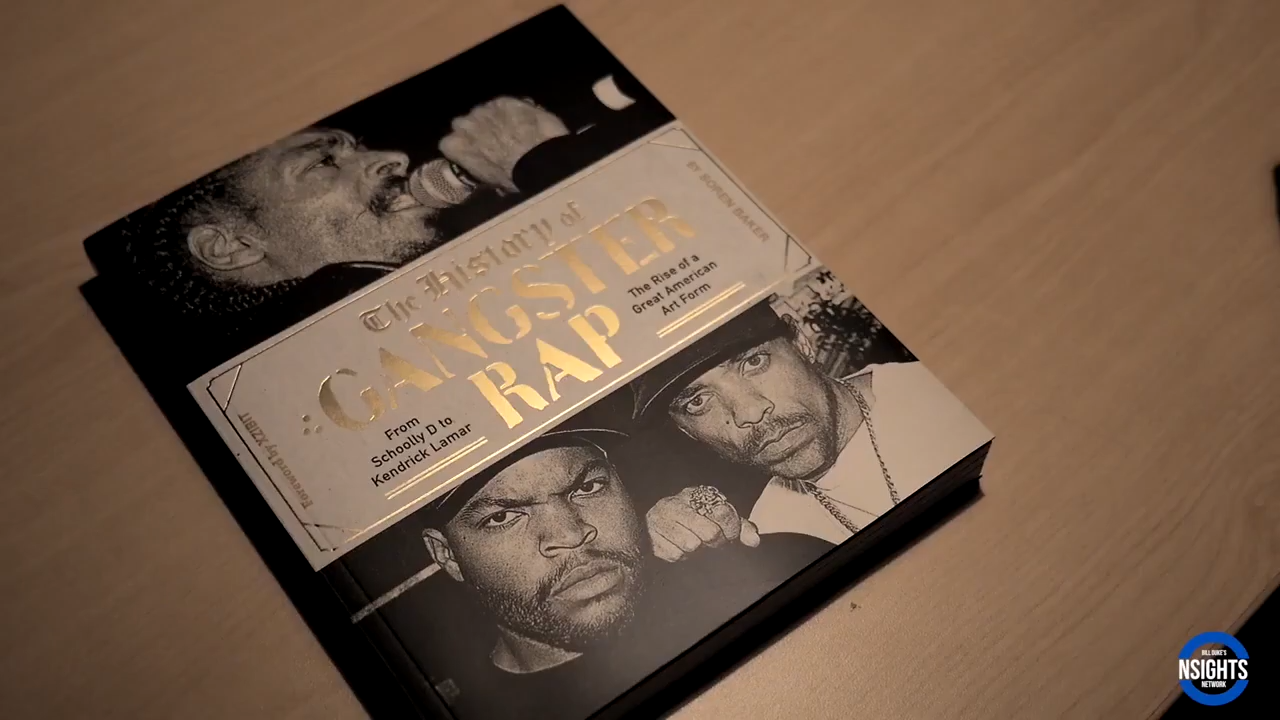 The History of
GANGSTER
RAP
From
Schoolly D to
Kendrick Lamar
The Rise of a
Great American
Art Form
BY SOREN BAKER
Foreword by XZIBIT
BILL DUKE'S
NSIGHTS
NETWORK